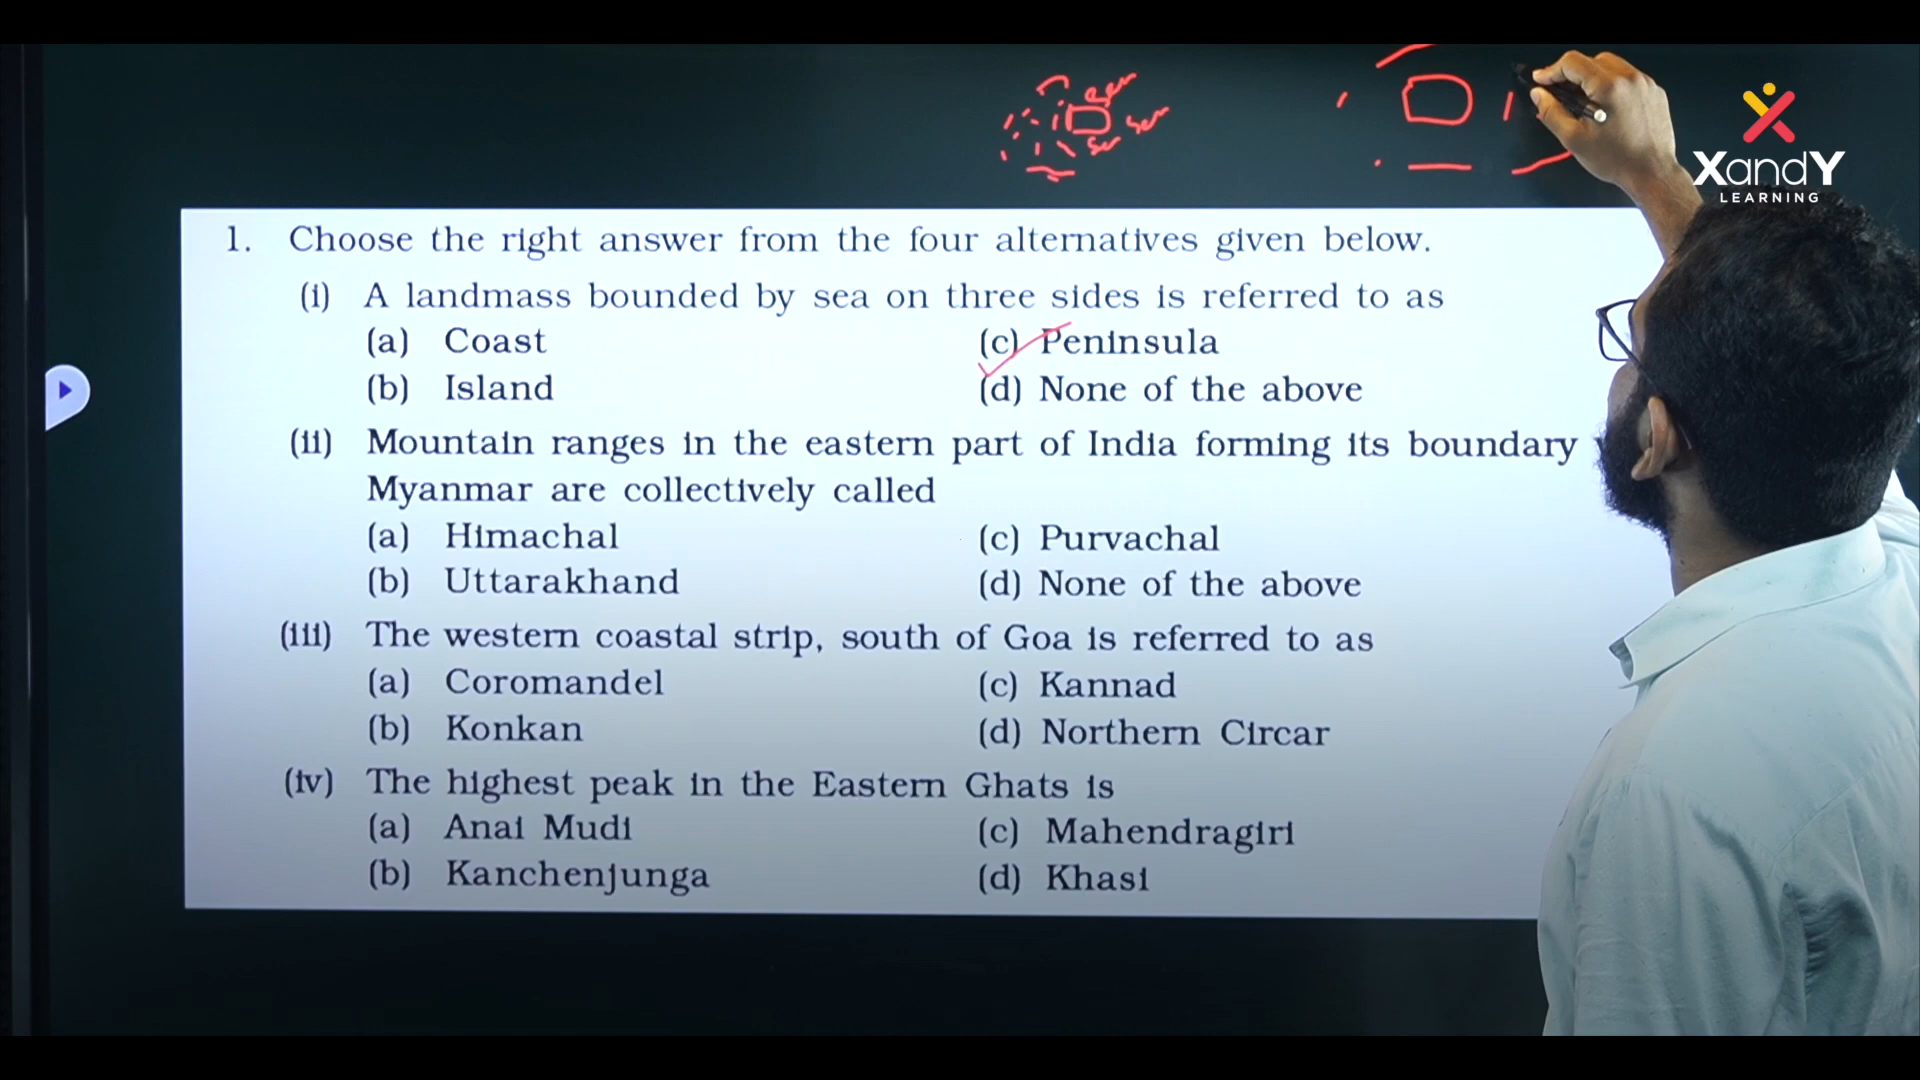 sea
sea
sea
XandY
LEARNING
1. Choose the right answer from the four alternatives given below.
(i) A landmass bounded by sea on three sides is referred to as
(a) Coast (c) Peninsula
(b) Island (d) None of the above
(ii) Mountain ranges in the eastern part of India forming its boundary
Myanmar are collectively called
(a) Himachal (c) Purvachal
(b) Uttarakhand (d) None of the above
(iii) The western coastal strip, south of Goa is referred to as
(a) Coromandel (c) Kannad
(b) Konkan (d) Northern Circar
(iv) The highest peak in the Eastern Ghats is
(a) Anai Mudi (c) Mahendragiri
(b) Kanchenjunga (d) Khasi